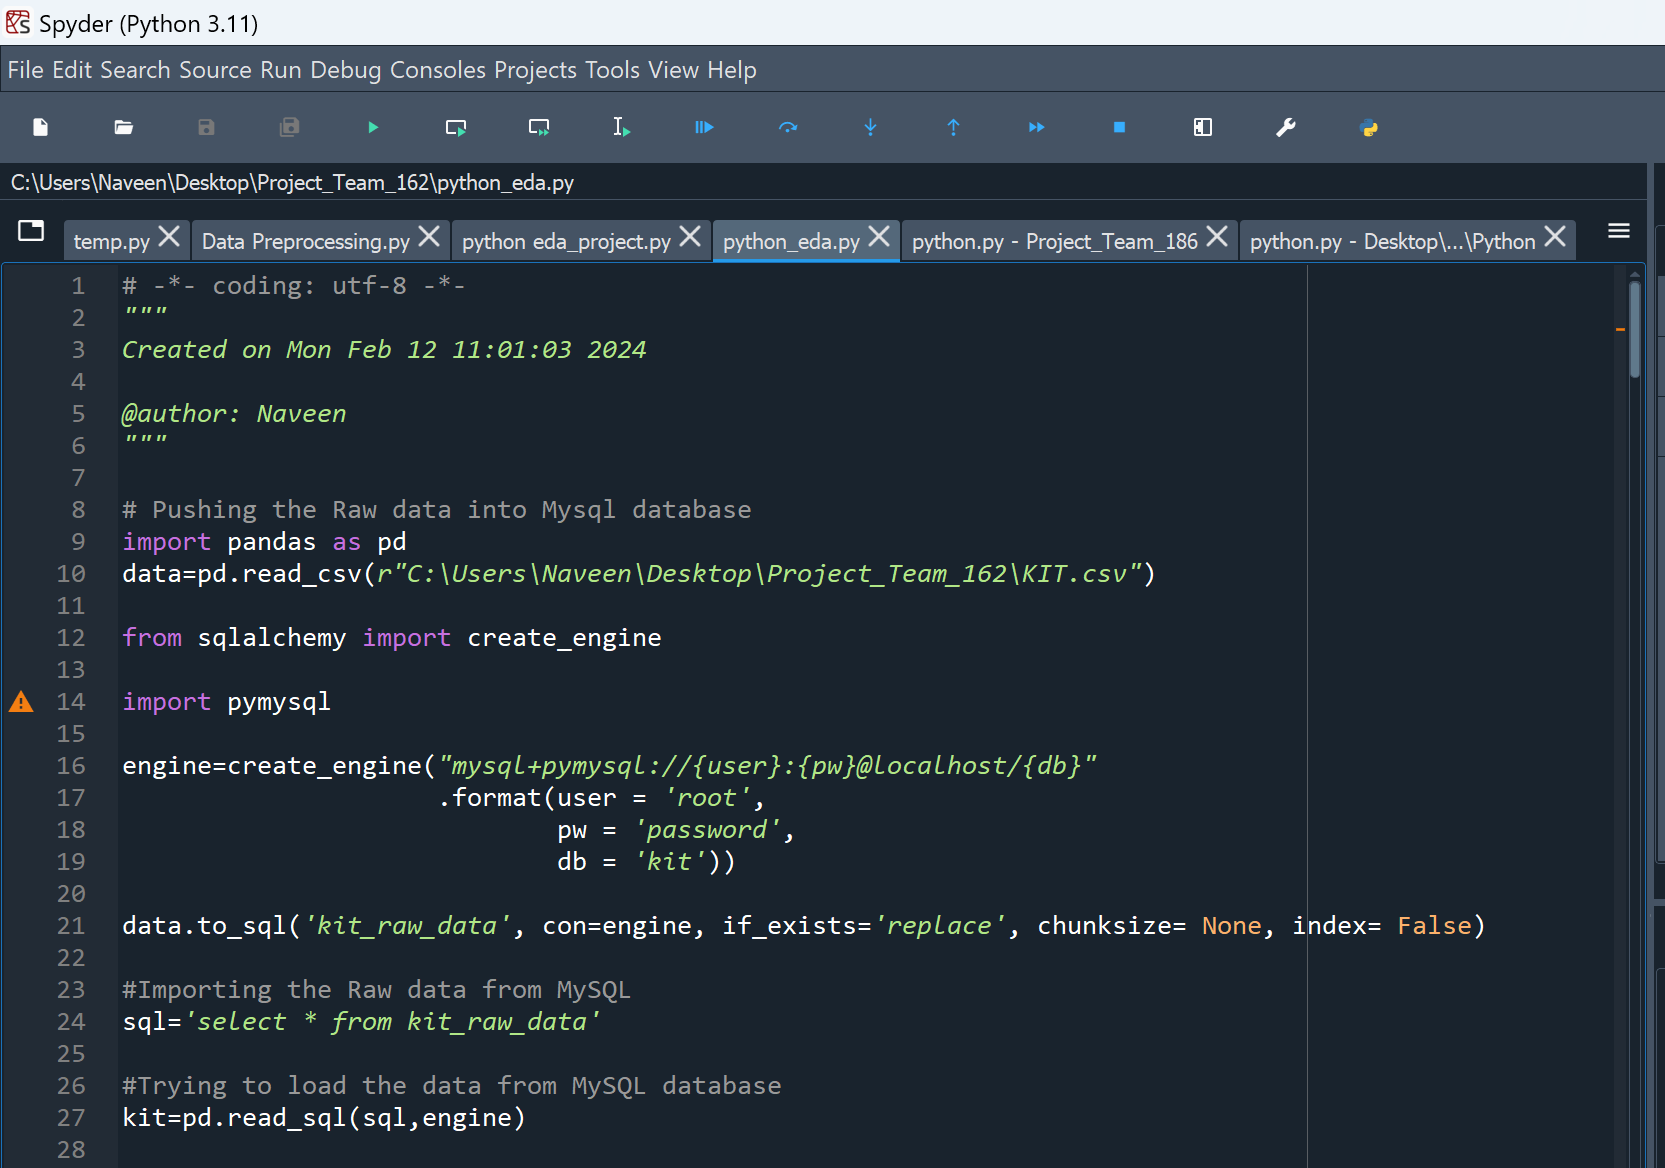 Spyder (Python 3.11)
File Edit Search Source Run Debug Consoles Projects Tools View Help
C:\Users\Naveen\Desktop\Project_Team_162\python_eda.py
temp.py Data Preprocessing.py python eda_project.py python_eda.py python.py - Project_Team_186 python.py - Desktop\...\Python
1 # -*- coding: utf-8 -*-
2 """
3 Created on Mon Feb 12 11:01:03 2024
4
5 @author: Naveen
6 """
7
8 # Pushing the Raw data into Mysql database
9 import pandas as pd
10 data=pd.read_csv(r"C:\Users\Naveen\Desktop\Project_Team_162\KIT.csv")
11
12 from sqlalchemy import create_engine
13
14 import pymysql
15
16 engine=create_engine("mysql+pymysql://{user}:{pw}@localhost/{db}"
17 .format(user = 'root',
18 pw = 'password',
19 db = 'kit'))
20
21 data.to_sql('kit_raw_data', con=engine, if_exists='replace', chunksize= None, index= False)
22
23 #Importing the Raw data from MySQL
24 sql='select * from kit_raw_data'
25
26 #Trying to load the data from MySQL database
27 kit=pd.read_sql(sql,engine)
28